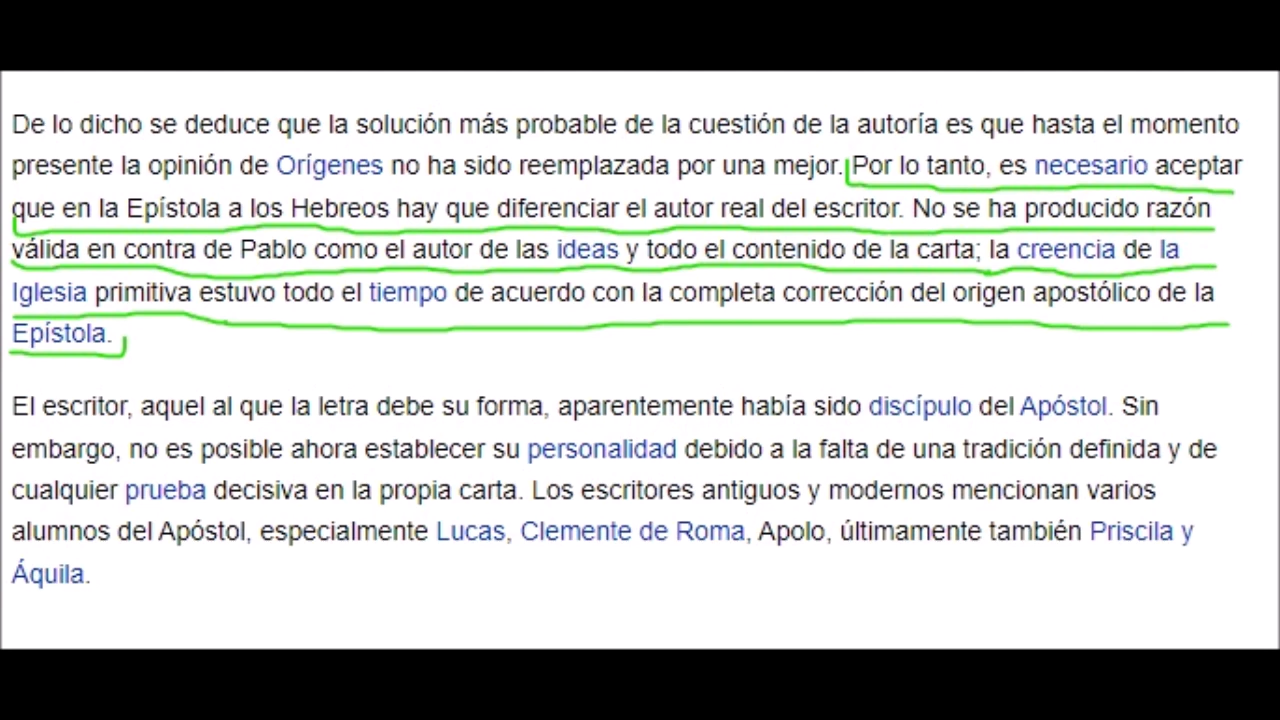 De lo dicho se deduce que la solución más probable de la cuestión de la autoría es que hasta el momento
presente la opinión de Orígenes no ha sido reemplazada por una mejor. Por lo tanto, es necesario aceptar
que en la Epístola a los Hebreos hay que diferenciar el autor real del escritor. No se ha producido razón
válida en contra de Pablo como el autor de las ideas y todo el contenido de la carta; la creencia de la
Iglesia primitiva estuvo todo el tiempo de acuerdo con la completa corrección del origen apostólico de la
Epístola.
El escritor, aquel al que la letra debe su forma, aparentemente había sido discípulo del Apóstol. Sin
embargo, no es posible ahora establecer su personalidad debido a la falta de una tradición definida y de
cualquier prueba decisiva en la propia carta. Los escritores antiguos y modernos mencionan varios
alumnos del Apóstol, especialmente Lucas, Clemente de Roma, Apolo, últimamente también Priscila y
Áquila.